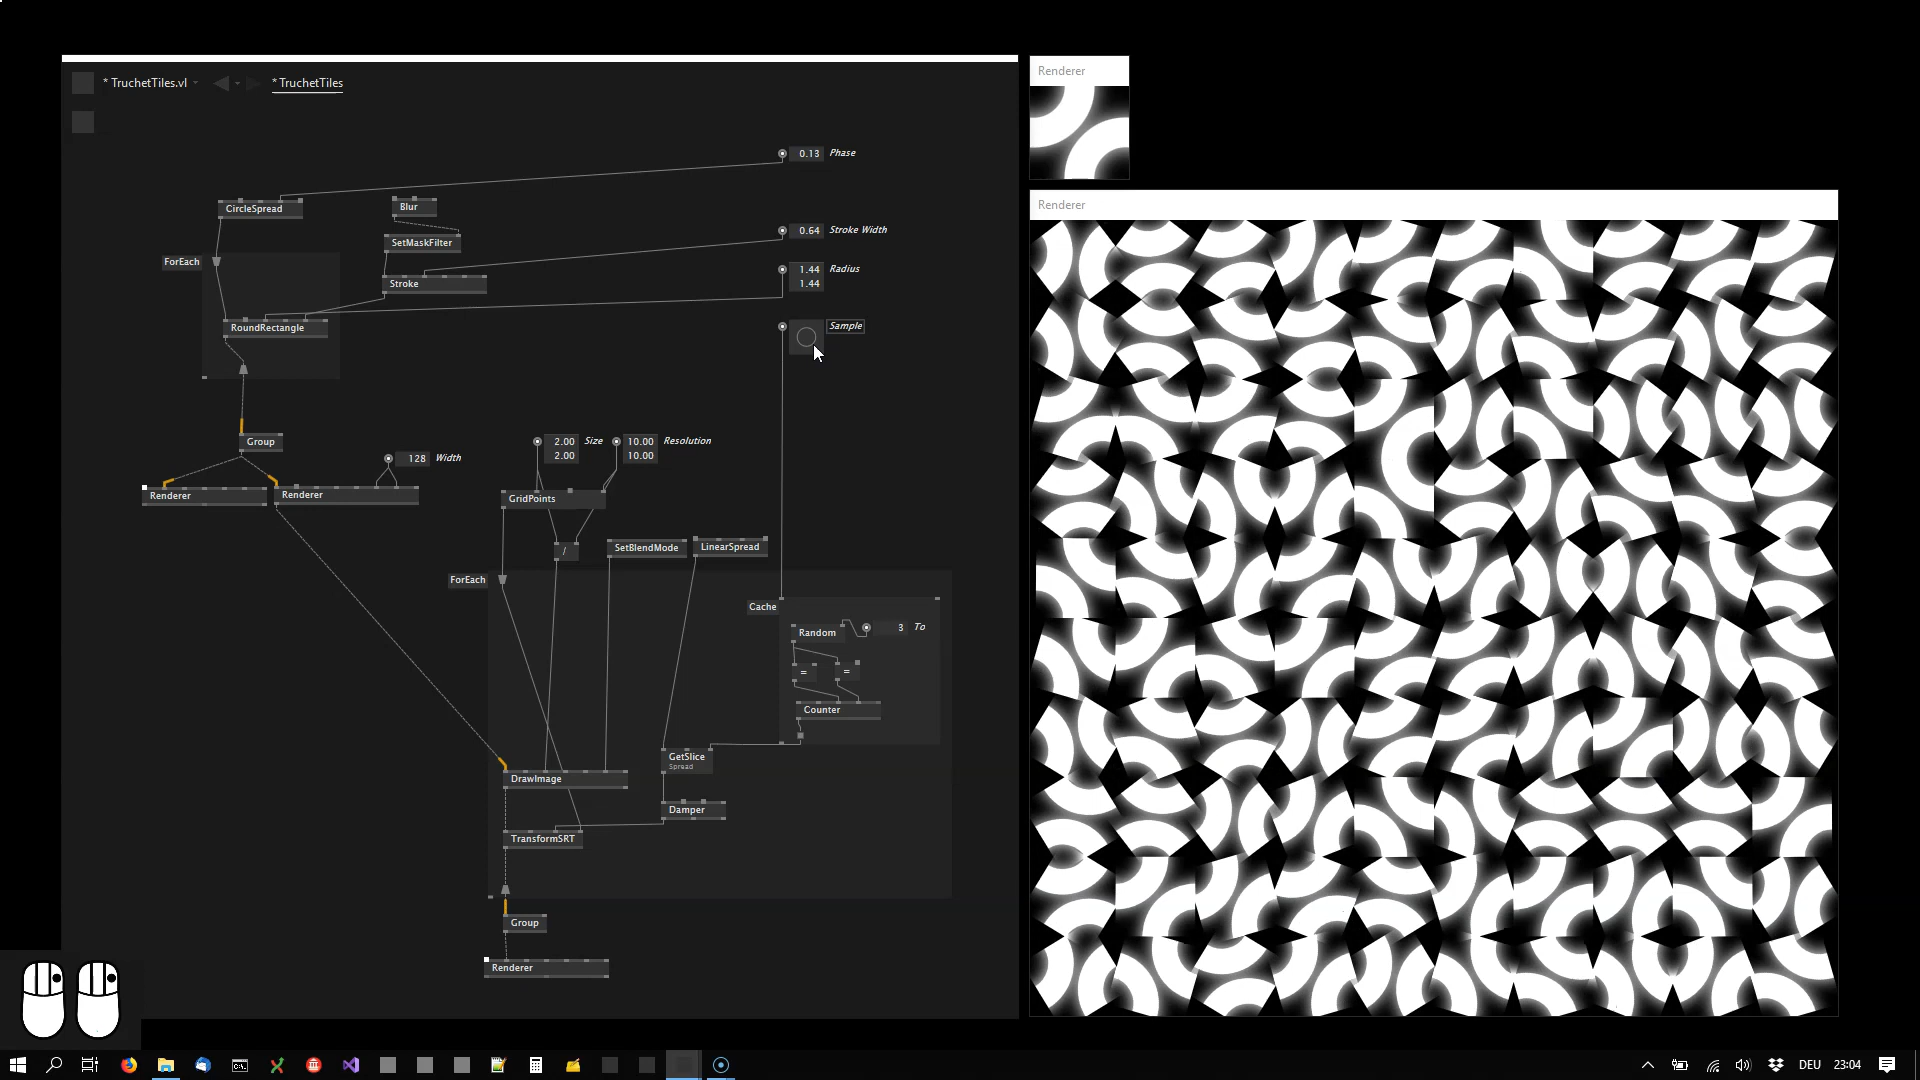 * TruchetTiles.vl
* TruchetTiles
Renderer
0.13 Phase
CircleSpread
Blur
Renderer
0.64 Stroke Width
SetMaskFilter
ForEach
1.44 Radius
1.44
Stroke
RoundRectangle
Sample
Group
2.00 Size
2.00
10.00 Resolution
10.00
128 Width
Renderer
Renderer
GridPoints
/
SetBlendMode
LinearSpread
ForEach
Cache
Random
3 To
=
=
Counter
GetSlice
Spread
DrawImage
Damper
TransformSRT
Group
Renderer
DEU
23:04